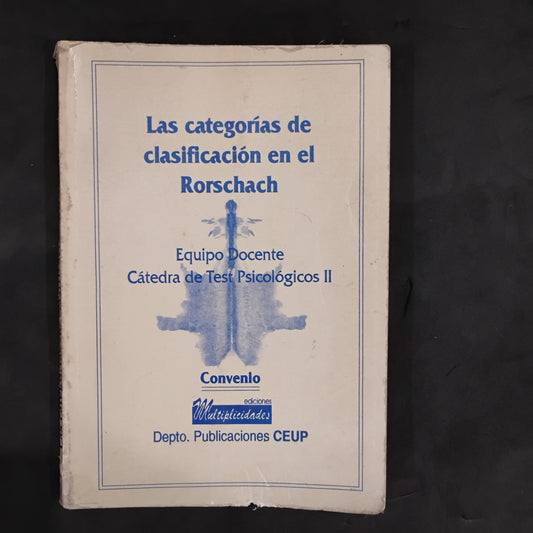 Las categorías de
clasificación en el
Rorschach
Equipo Docente
Cátedra de Test Psicológicos II
Convenio
ediciones
Multiplicidades
Depto. Publicaciones CEUP